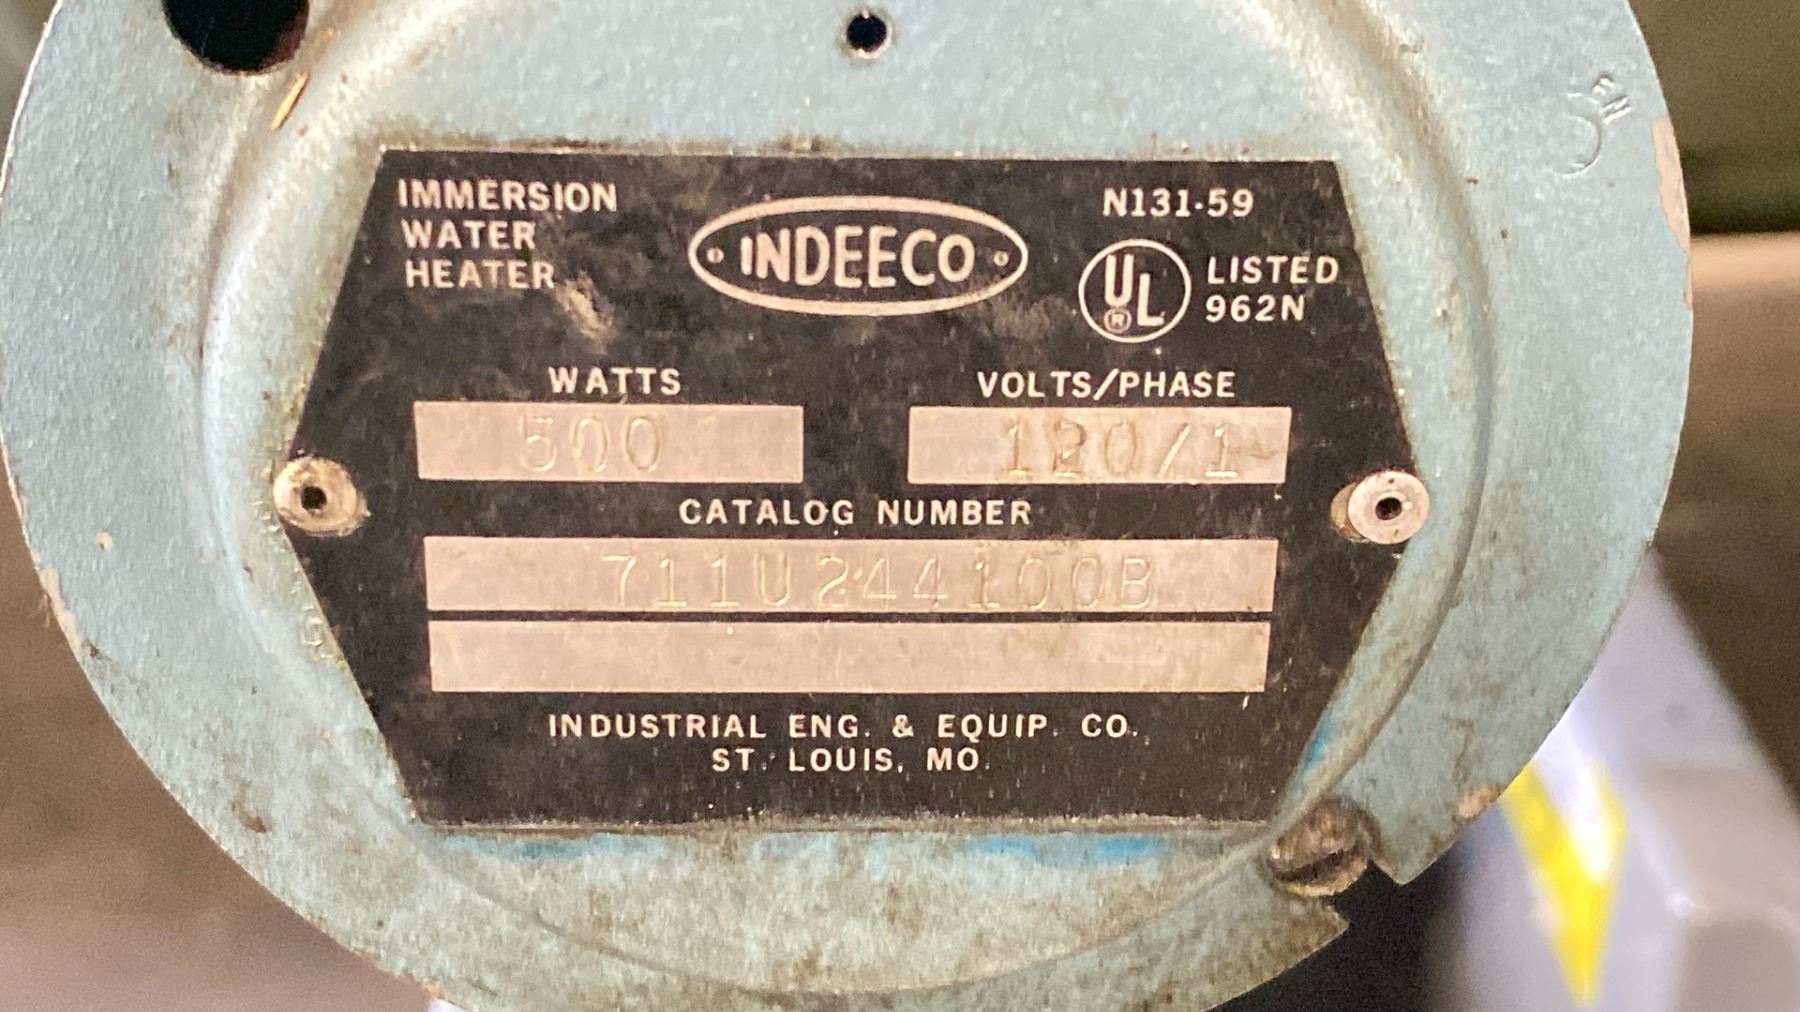 IMMERSION
WATER
HEATER
INDEECO
N131-59
UL ®
LISTED
962N
WATTS
500
VOLTS/PHASE
120/1
CATALOG NUMBER
711U244100B
INDUSTRIAL ENG. & EQUIP. CO.
ST. LOUIS, MO.